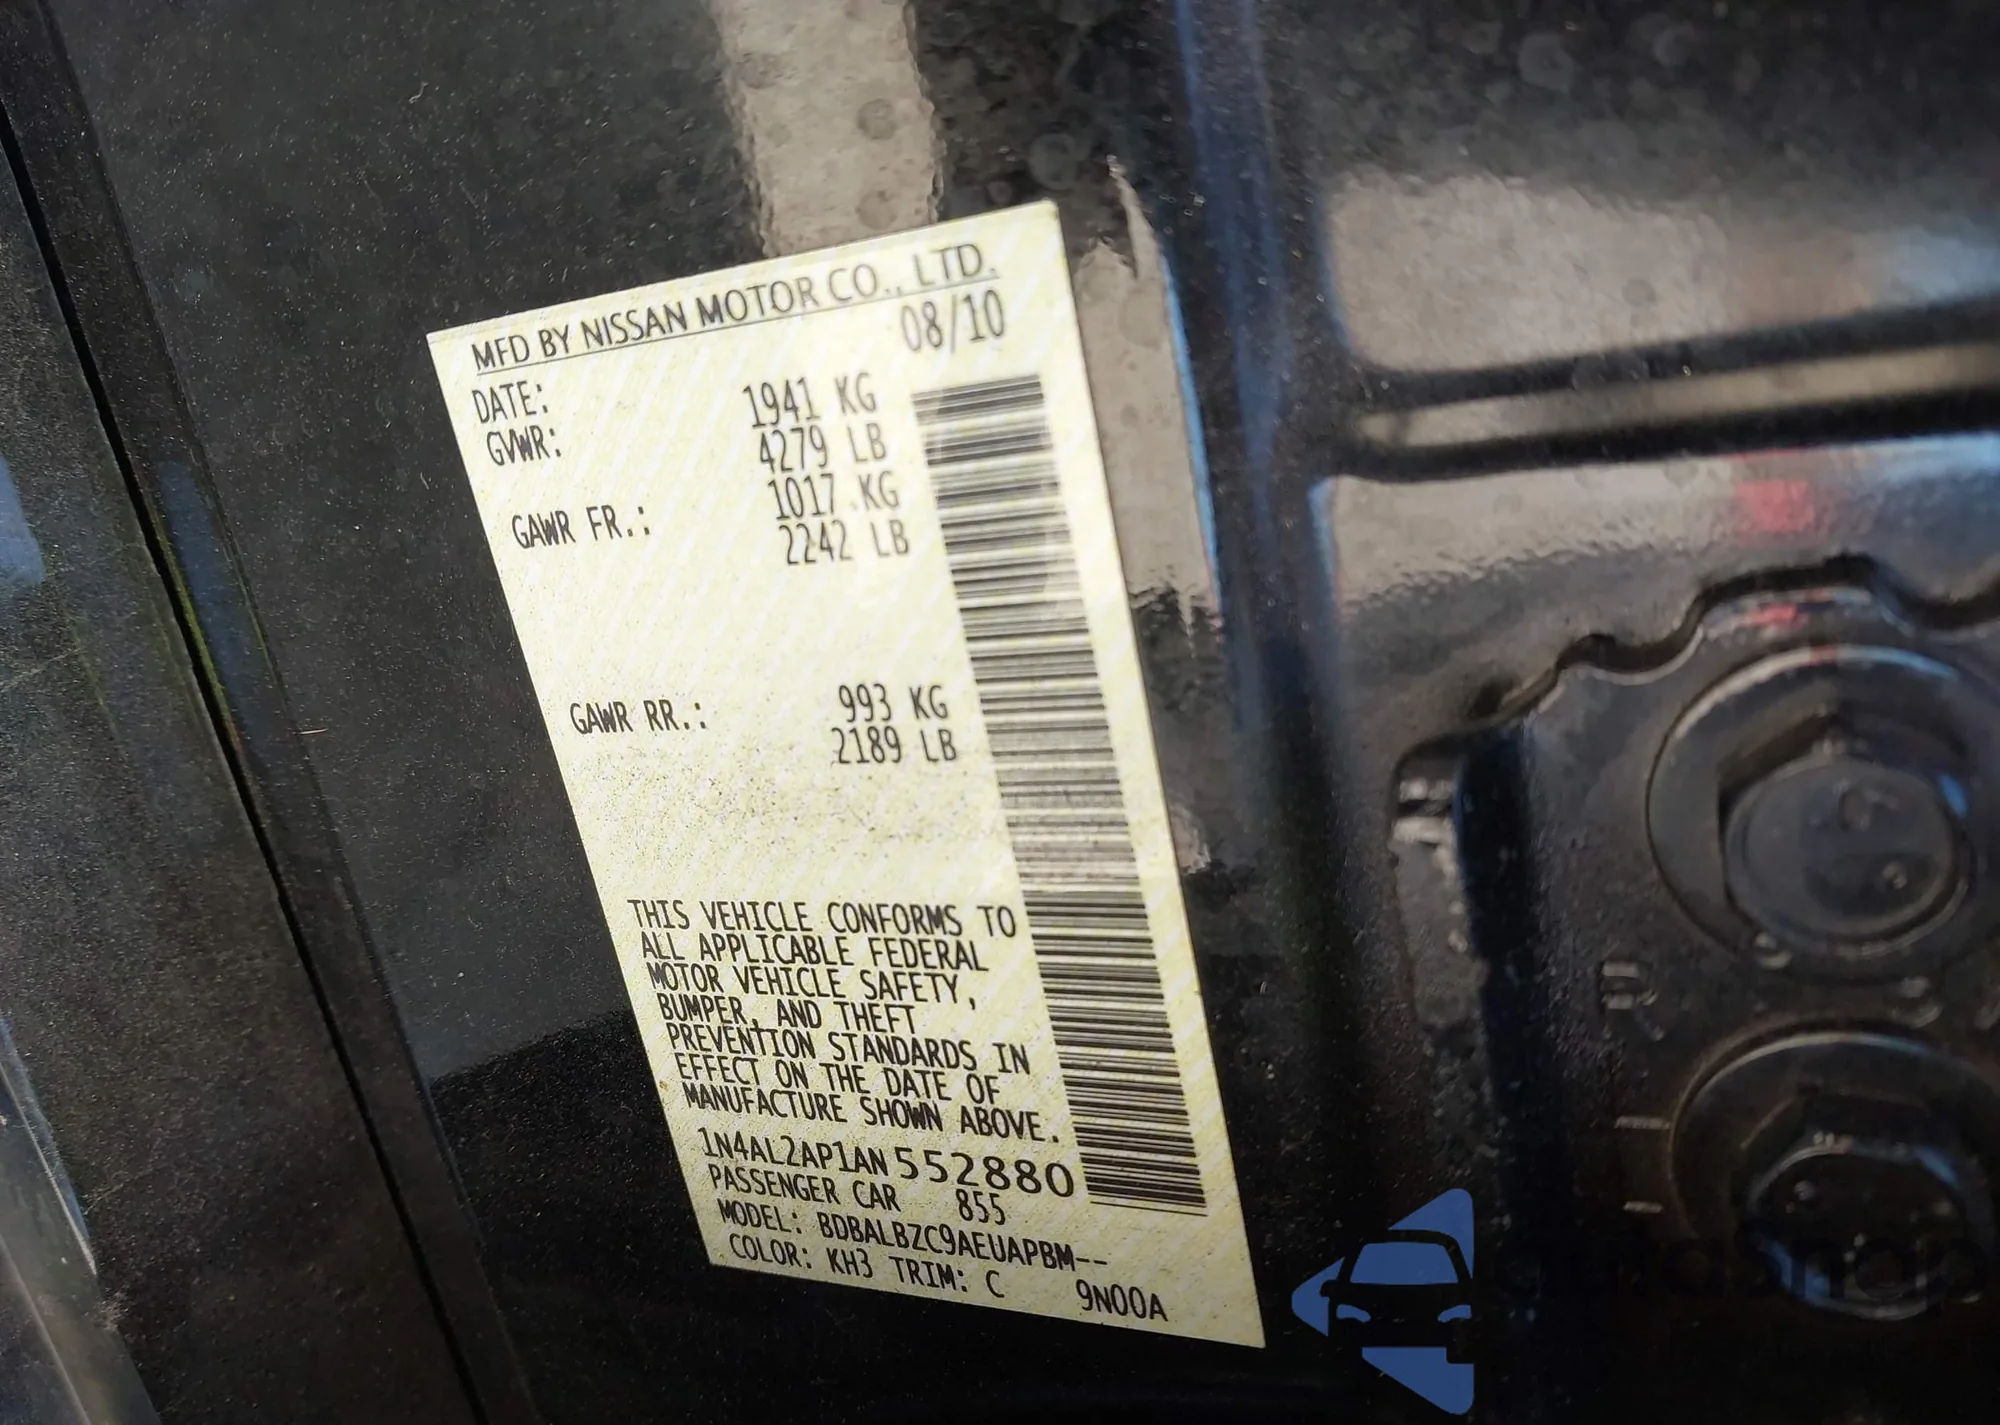 MFD BY NISSAN MOTOR CO., LTD.
DATE: 08/10
GVWR: 1941 KG
4279 LB
GAWR FR.: 1017 KG
2242 LB
GAWR RR.: 993 KG
2189 LB
THIS VEHICLE CONFORMS TO
ALL APPLICABLE FEDERAL
MOTOR VEHICLE SAFETY,
BUMPER, AND THEFT
PREVENTION STANDARDS IN
EFFECT ON THE DATE OF
MANUFACTURE SHOWN ABOVE.
1N4AL2AP1AN552880
PASSENGER CAR 855
MODEL: BDBALBZC9AEUAPBM--
COLOR: KH3 TRIM: C 9N00A